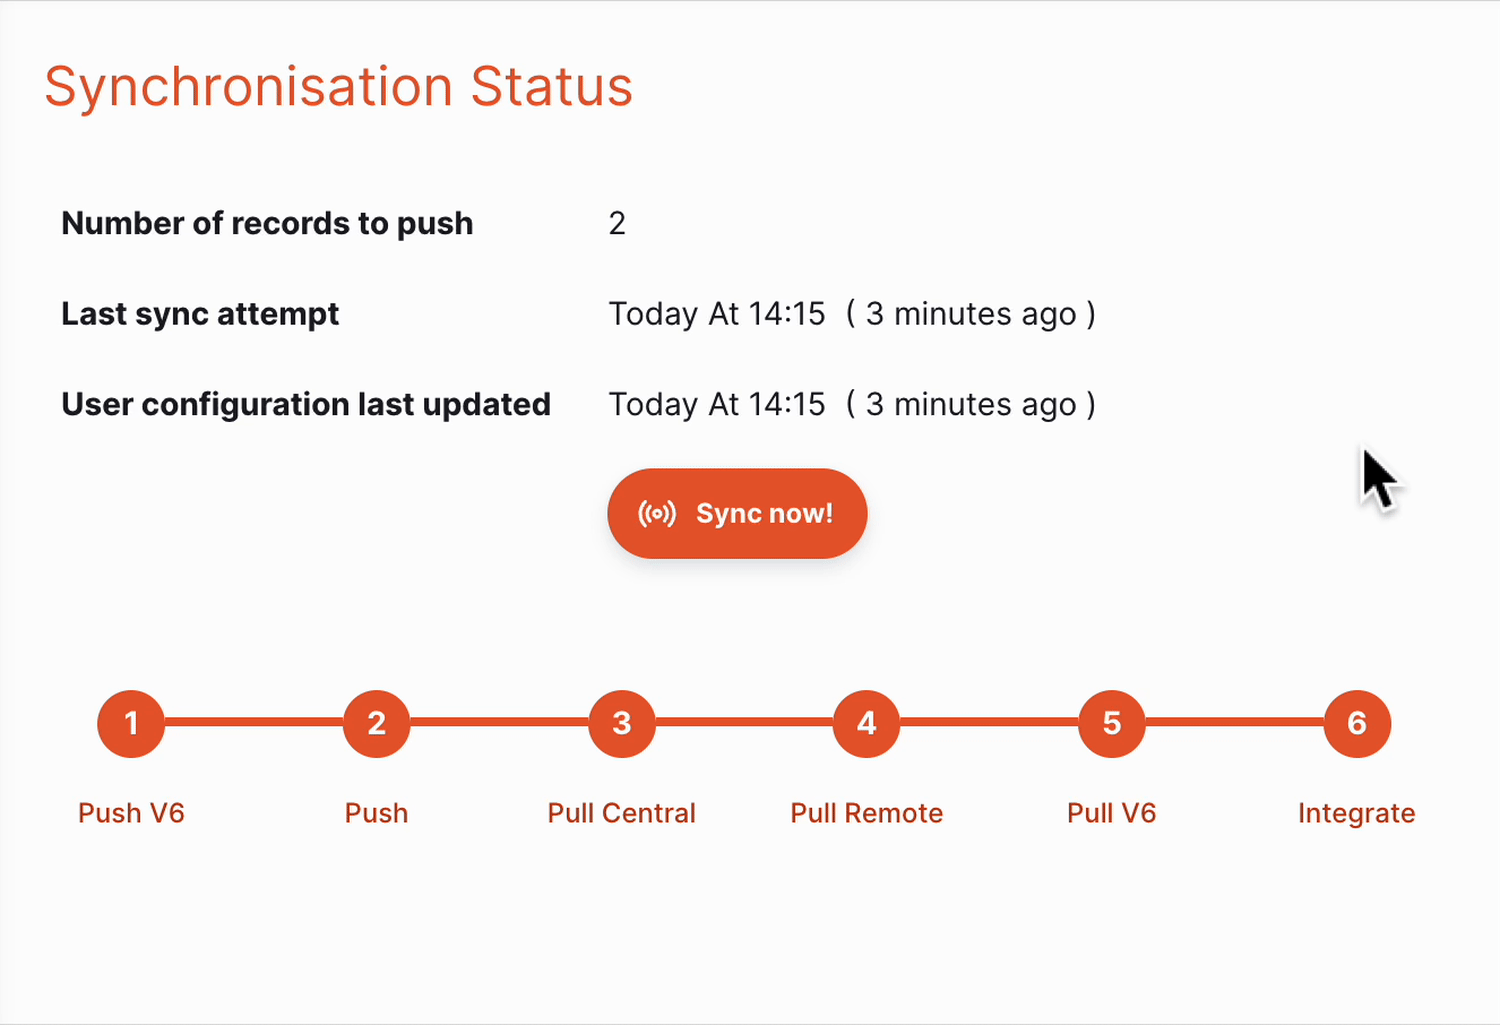 Synchronisation Status
Number of records to push 2
Last sync attempt Today At 14:15 ( 3 minutes ago )
User configuration last updated Today At 14:15 ( 3 minutes ago )
Sync now!
1 2 3 4 5 6
Push V6 Push Pull Central Pull Remote Pull V6 Integrate